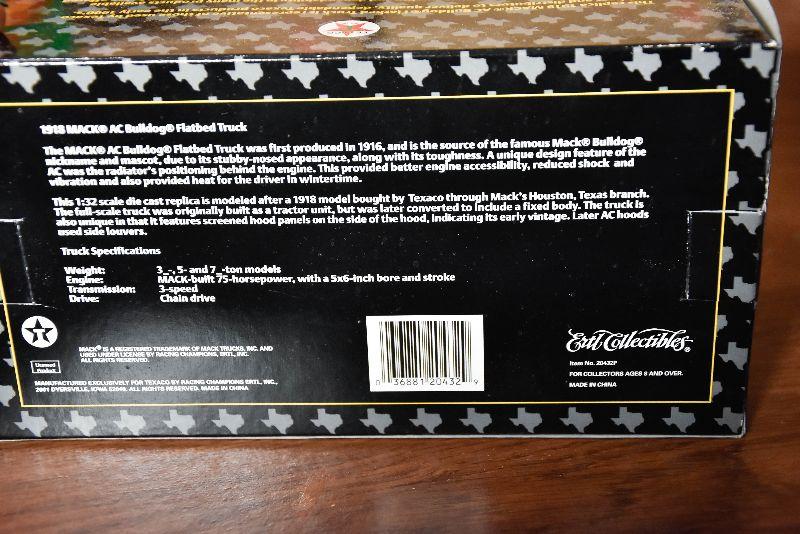 1918 MACK® AC Bulldog® Flatbed Truck
The MACK® AC Bulldog® Flatbed Truck was first produced in 1916, and is the source of the famous Mack® Bulldog®
nickname and mascot, due to its stubby-nosed appearance, along with its toughness. A unique design feature of the
AC was the radiator's positioning behind the engine. This provided better engine accessibility, reduced shock and
vibration and also provided heat for the driver in wintertime.
This 1:32 scale die cast replica is modeled after a 1918 model bought by Texaco through Mack's Houston, Texas branch.
The full-scale truck was originally built as a tractor unit, but was later converted to include a fixed body. The truck is
also unique in that it features screened hood panels on the side of the hood, indicating its early vintage. Later AC hoods
used side louvers.
Truck Specifications
Weight: 3_-, 5- and 7_-ton models
Engine: MACK-built 75-horsepower, with a 5x6-inch bore and stroke
Transmission: 3-speed
Drive: Chain drive
T
Licensed
Product
MACK® IS A REGISTERED TRADEMARK OF MACK TRUCKS, INC. AND
USED UNDER LICENSE BY RACING CHAMPIONS, ERTL, INC.
ALL RIGHTS RESERVED.
MANUFACTURED EXCLUSIVELY FOR TEXACO BY RACING CHAMPIONS ERTL, INC.,
2001 DYERSVILLE, IOWA 52040. ALL RIGHTS RESERVED. MADE IN CHINA
0 36881 20432 9
Ertl Collectibles®
Item No. 20432P
FOR COLLECTORS AGES 8 AND OVER.
MADE IN CHINA